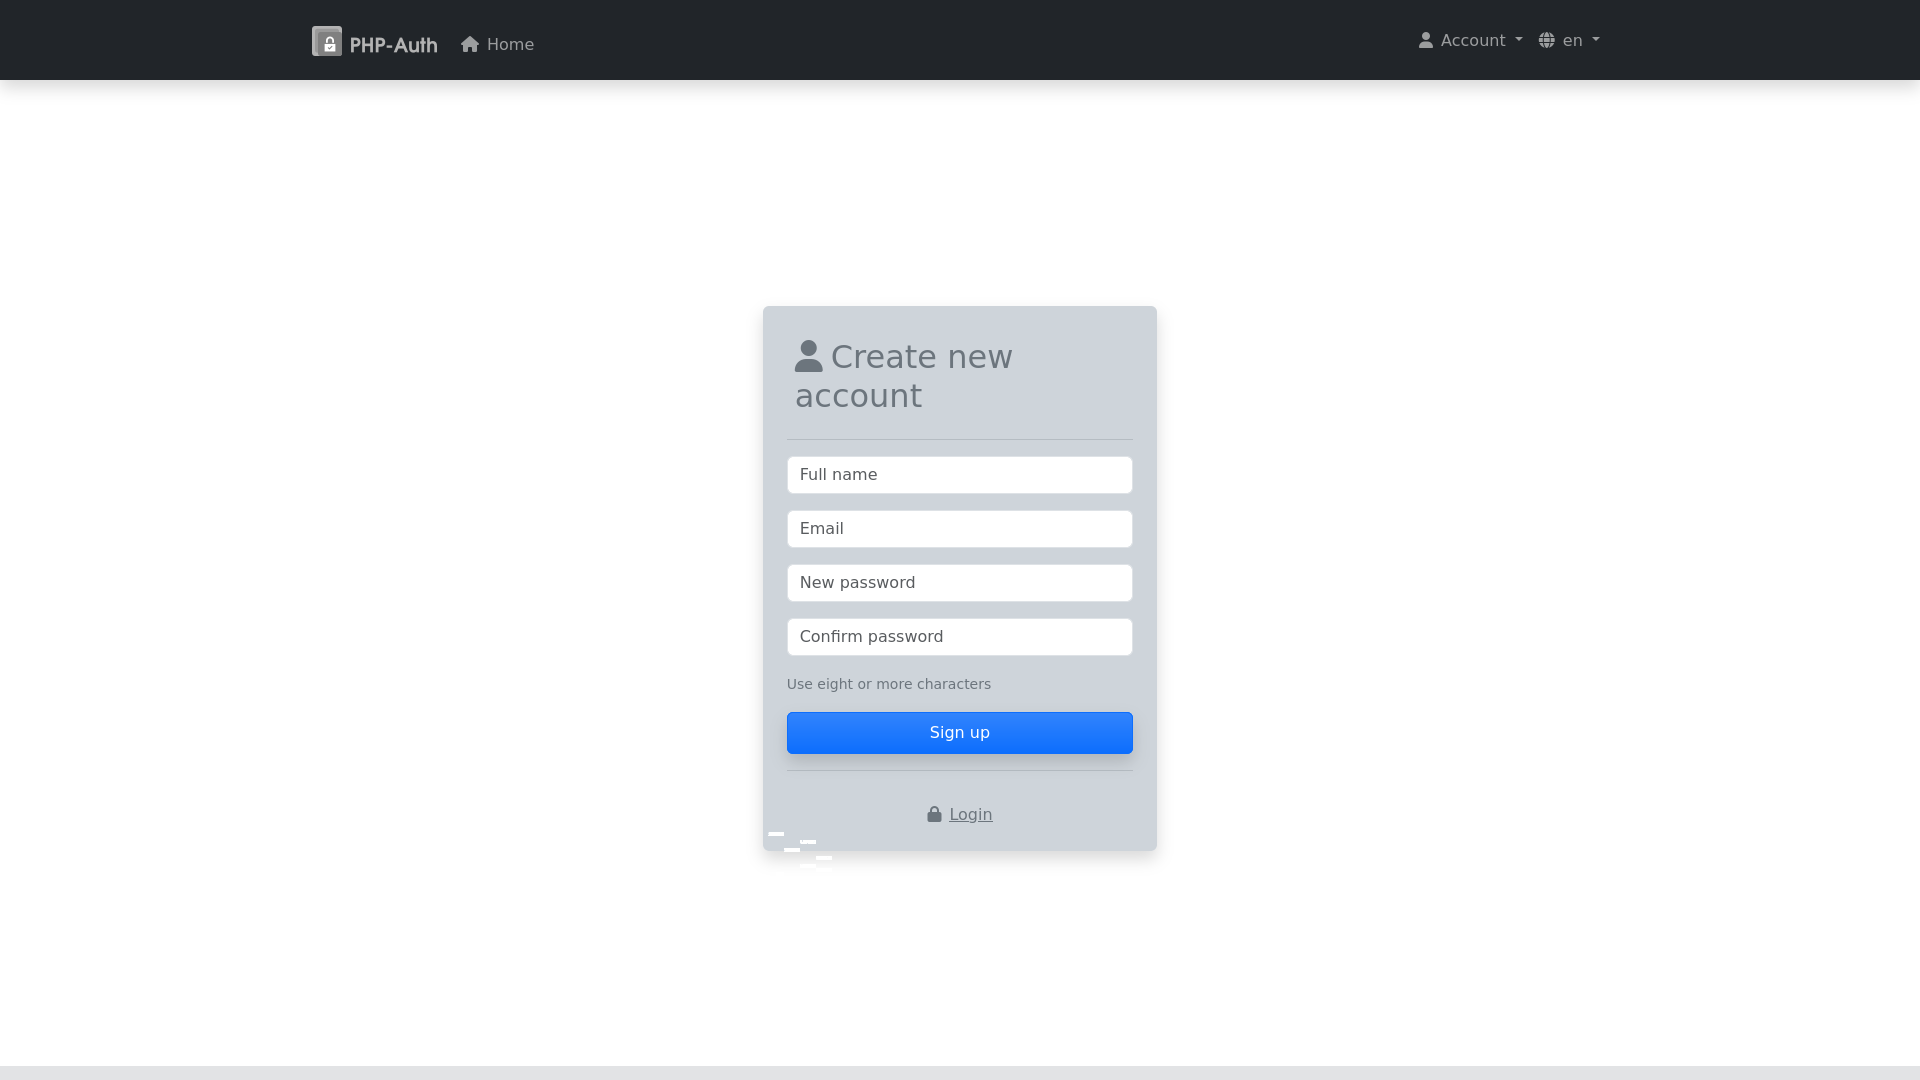 PHP-Auth
Home
Account
en
Create new
account
Full name
Email
New password
Confirm password
Use eight or more characters
Sign up
Login